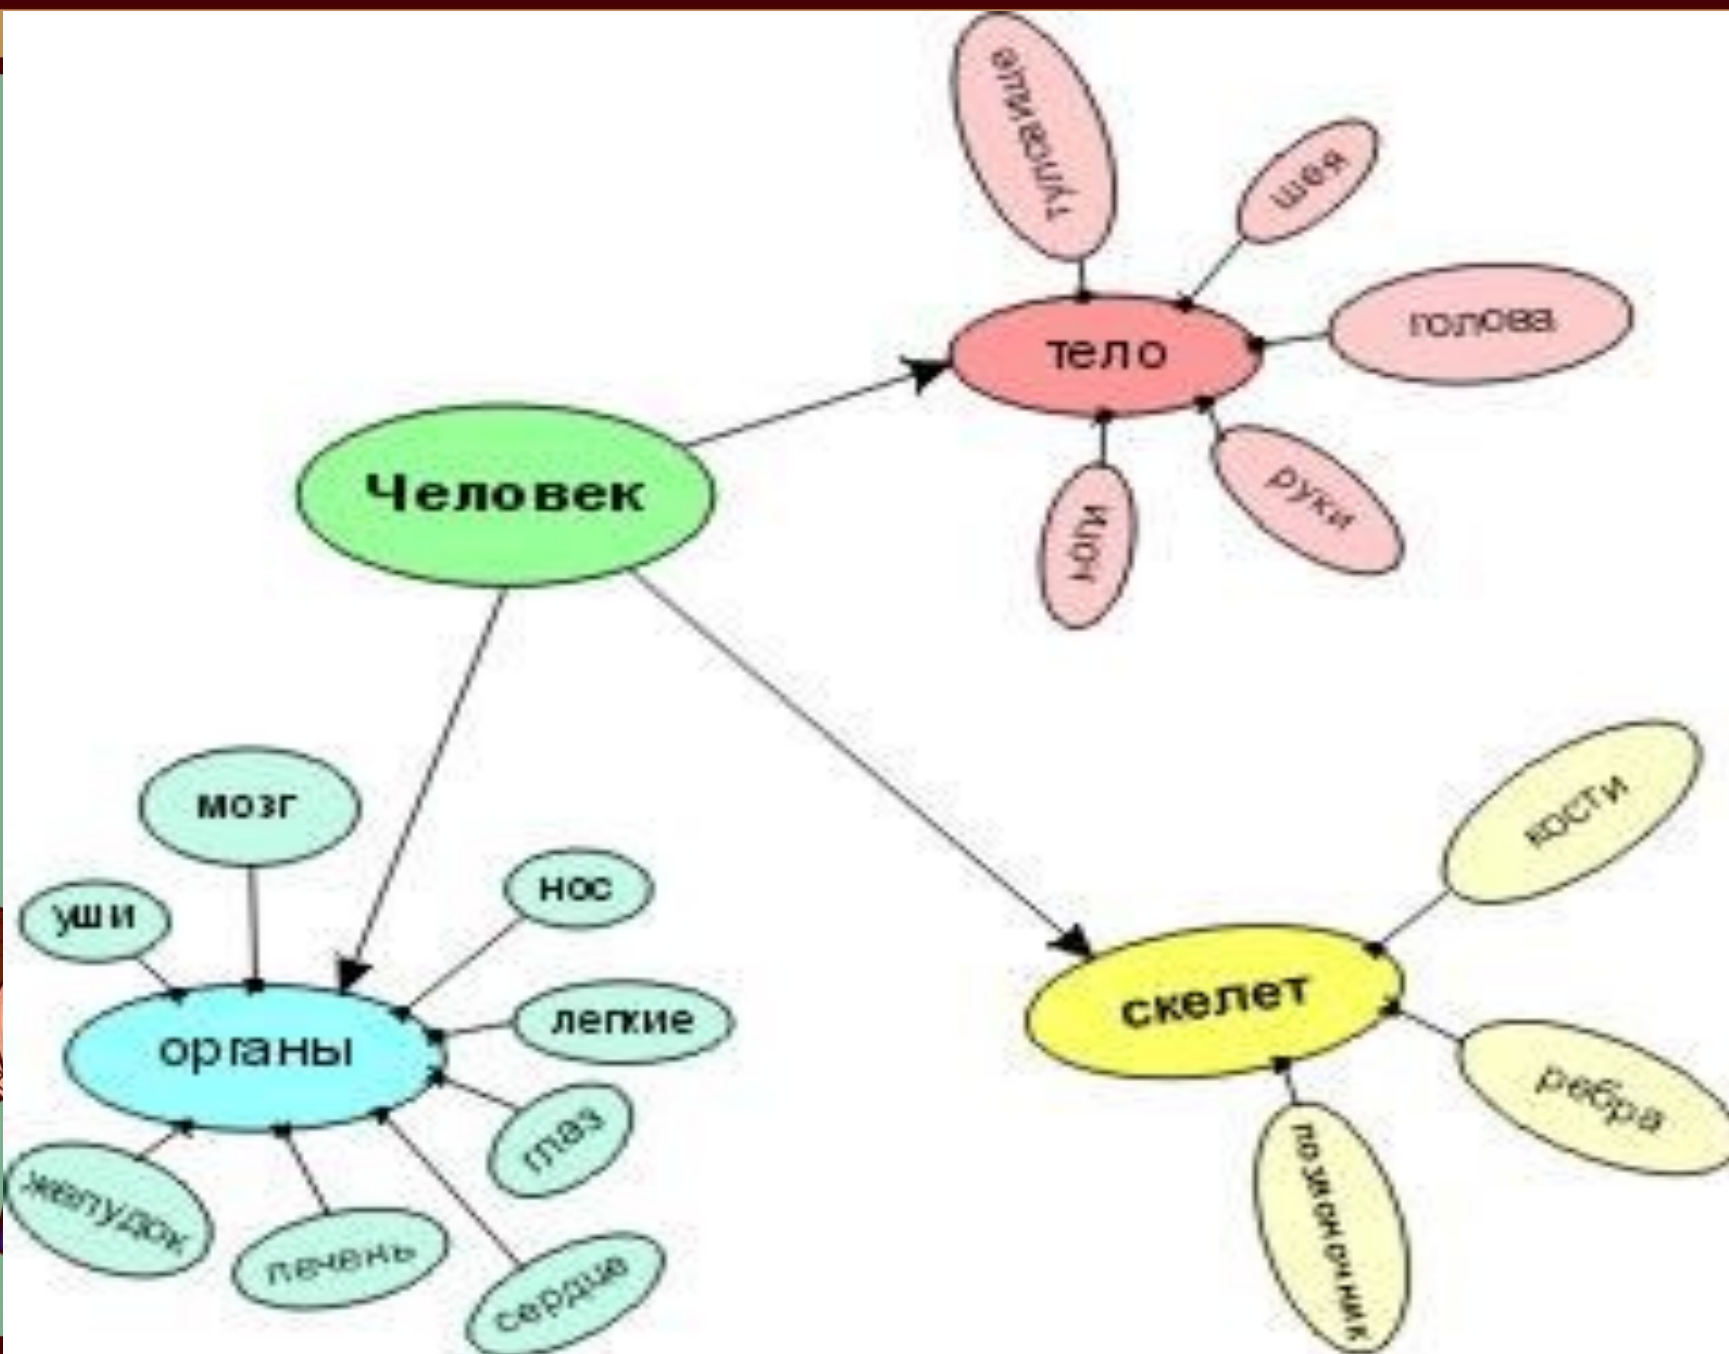 туловище
шея
голова
тело
руки
ноги
Человек
мозг
уши
нос
легкие
органы
глаз
желудок
печень
сердце
кости
скелет
ребра
позвоночник